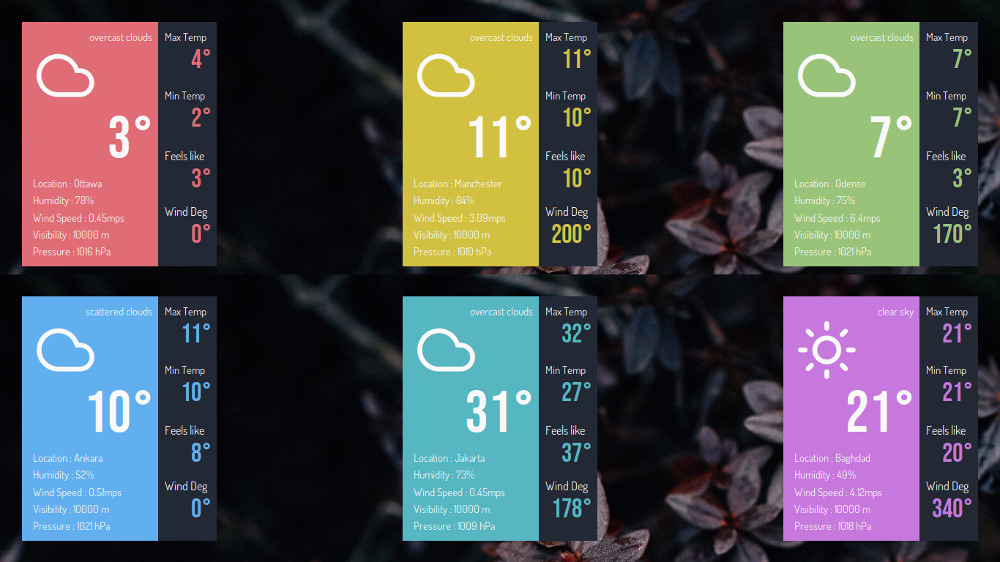 overcast clouds
3°
Location : Ottawa
Humidity : 78%
Wind Speed : 0.45mps
Visibility : 10000 m
Pressure : 1016 hPa
Max Temp
4°
Min Temp
2°
Feels like
3°
Wind Deg
0°
overcast clouds
11°
Location : Manchester
Humidity : 84%
Wind Speed : 3.09mps
Visibility : 10000 m
Pressure : 1010 hPa
Max Temp
11°
Min Temp
10°
Feels like
10°
Wind Deg
200°
overcast clouds
7°
Location : Odense
Humidity : 75%
Wind Speed : 6.4mps
Visibility : 10000 m
Pressure : 1021 hPa
Max Temp
7°
Min Temp
7°
Feels like
3°
Wind Deg
170°
scattered clouds
10°
Location : Ankara
Humidity : 52%
Wind Speed : 0.51mps
Visibility : 10000 m
Pressure : 1021 hPa
Max Temp
11°
Min Temp
10°
Feels like
8°
Wind Deg
0°
overcast clouds
31°
Location : Jakarta
Humidity : 73%
Wind Speed : 0.45mps
Visibility : 10000 m
Pressure : 1009 hPa
Max Temp
32°
Min Temp
27°
Feels like
37°
Wind Deg
178°
clear sky
21°
Location : Baghdad
Humidity : 49%
Wind Speed : 4.12mps
Visibility : 10000 m
Pressure : 1018 hPa
Max Temp
21°
Min Temp
21°
Feels like
20°
Wind Deg
340°